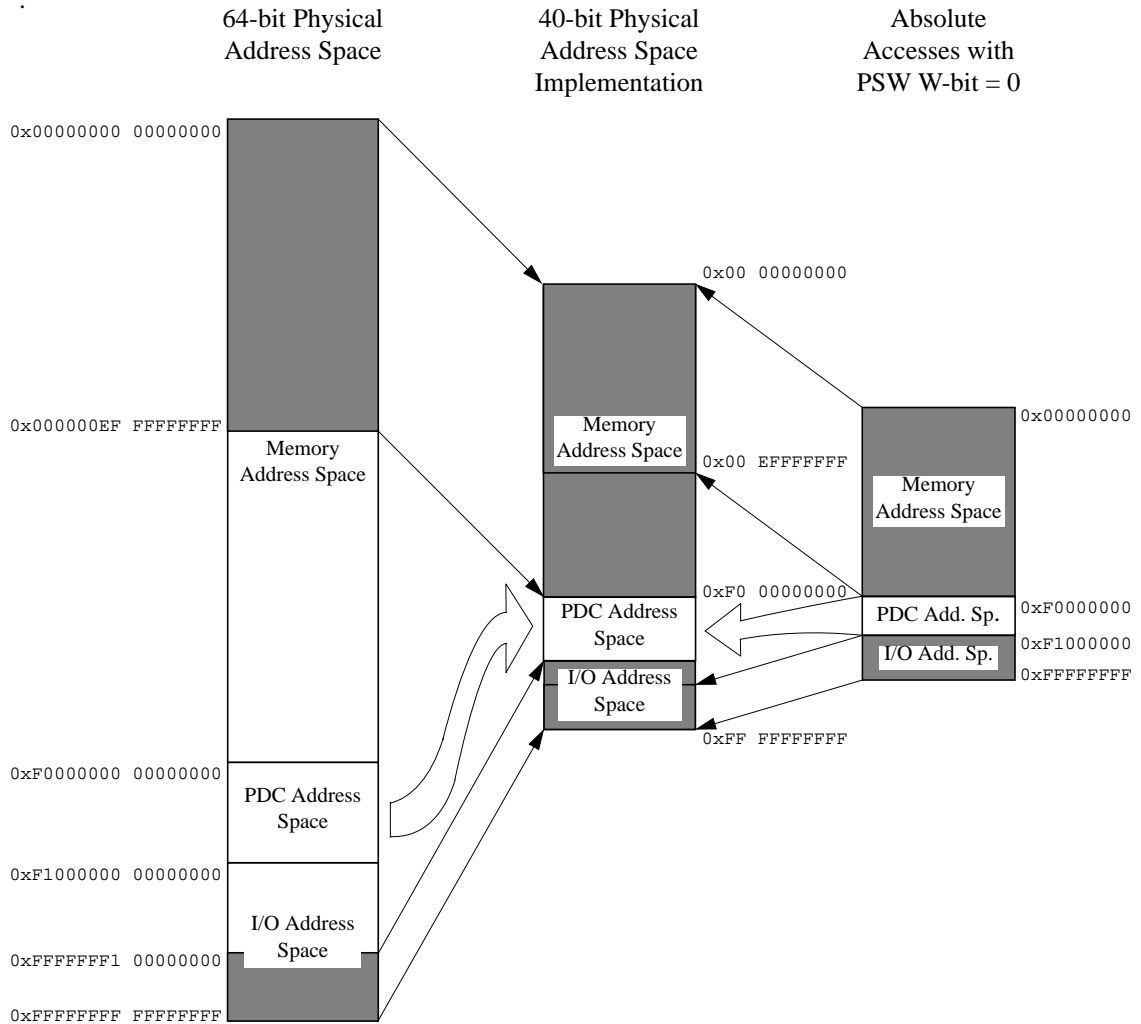 .
64-bit Physical
Address Space
40-bit Physical
Address Space
Implementation
Absolute
Accesses with
PSW W-bit = 0
0x00000000 00000000
0x000000EF FFFFFFFF
Memory
Address Space
0xF0000000 00000000
PDC Address
Space
0xF1000000 00000000
I/O Address
Space
0xFFFFFFF1 00000000
0xFFFFFFFF FFFFFFFF
0x00 00000000
Memory
Address Space
0x00 EFFFFFFF
0xF0 00000000
PDC Address
Space
I/O Address
Space
0xFF FFFFFFFF
0x00000000
Memory
Address Space
PDC Add. Sp.
0xF0000000
I/O Add. Sp.
0xF1000000
0xFFFFFFFF